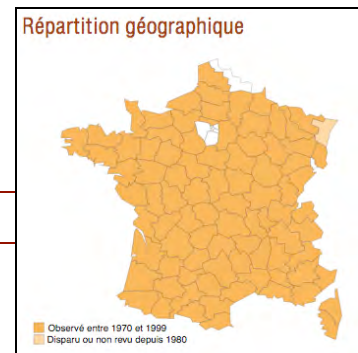 Répartition géographique
Observé entre 1970 et 1999
Disparu ou non revu depuis 1980